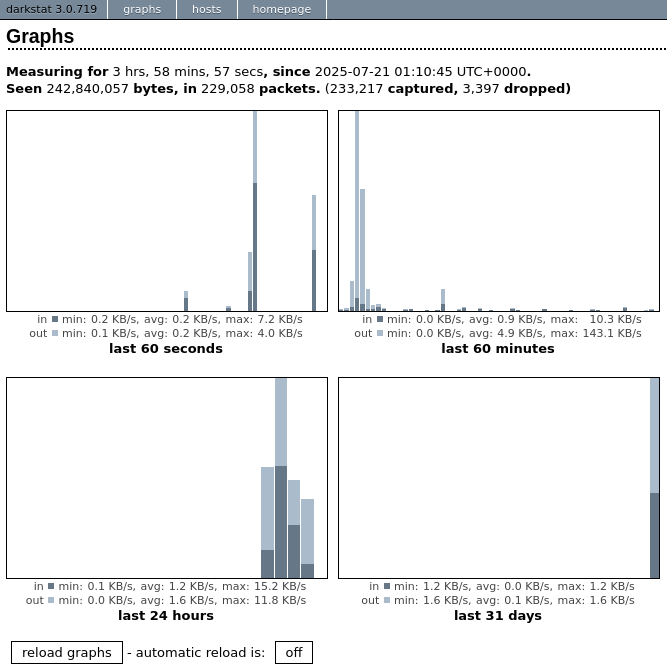 darkstat 3.0.719 graphs hosts homepage
Graphs
Measuring for 3 hrs, 58 mins, 57 secs, since 2025-07-21 01:10:45 UTC+0000.
Seen 242,840,057 bytes, in 229,058 packets. (233,217 captured, 3,397 dropped)
in min: 0.2 KB/s, avg: 0.2 KB/s, max: 7.2 KB/s
out min: 0.1 KB/s, avg: 0.2 KB/s, max: 4.0 KB/s
last 60 seconds
in min: 0.0 KB/s, avg: 0.9 KB/s, max: 10.3 KB/s
out min: 0.0 KB/s, avg: 4.9 KB/s, max: 143.1 KB/s
last 60 minutes
in min: 0.1 KB/s, avg: 1.2 KB/s, max: 15.2 KB/s
out min: 0.0 KB/s, avg: 1.6 KB/s, max: 11.8 KB/s
last 24 hours
in min: 1.2 KB/s, avg: 0.0 KB/s, max: 1.2 KB/s
out min: 1.6 KB/s, avg: 0.1 KB/s, max: 1.6 KB/s
last 31 days
reload graphs - automatic reload is: off